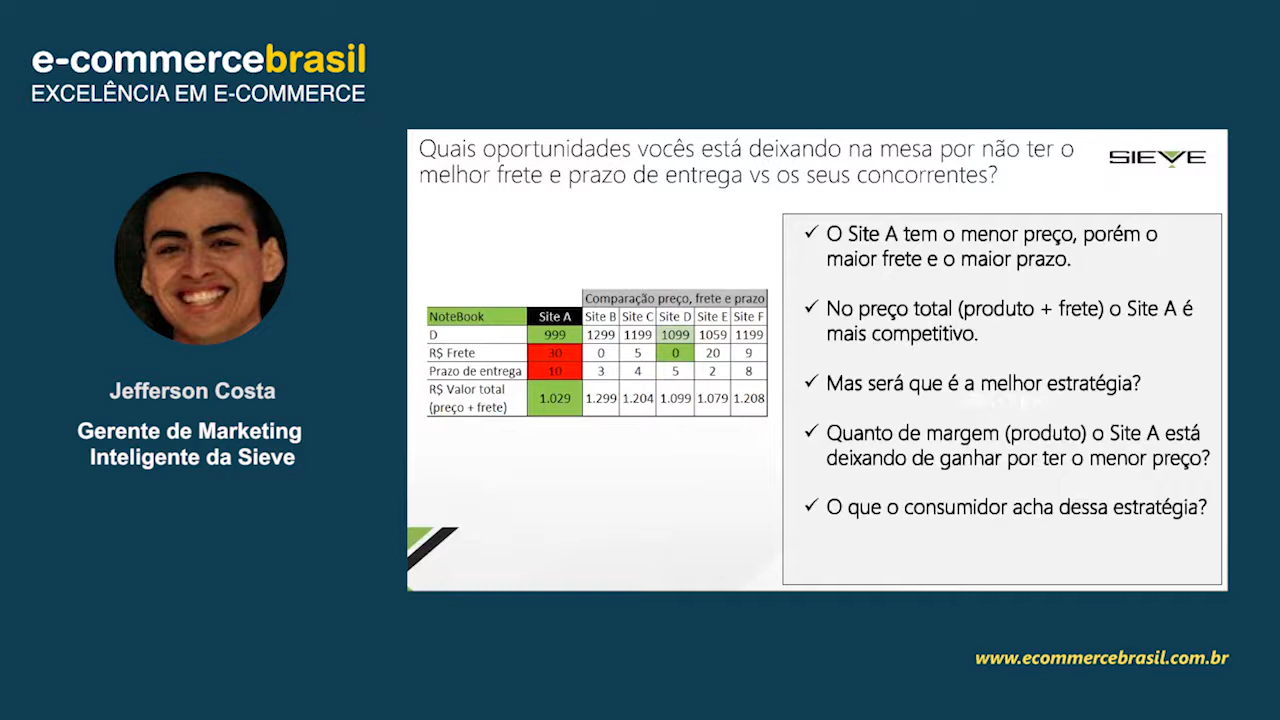 e-commercebrasil
EXCELÊNCIA EM E-COMMERCE
Jefferson Costa
Gerente de Marketing
Inteligente da Sieve
Quais oportunidades vocês está deixando na mesa por não ter o
melhor frete e prazo de entrega vs os seus concorrentes?
SIEVE
Comparação preço, frete e prazo
NoteBook Site A Site B Site C Site D Site E Site F
D 999 1299 1199 1099 1059 1199
R$ Frete 30 0 5 0 20 9
Prazo de entrega 10 3 4 5 2 8
R$ Valor total
(preço + frete) 1.029 1.299 1.204 1.099 1.079 1.208
✓ O Site A tem o menor preço, porém o
maior frete e o maior prazo.
✓ No preço total (produto + frete) o Site A é
mais competitivo.
✓ Mas será que é a melhor estratégia?
✓ Quanto de margem (produto) o Site A está
deixando de ganhar por ter o menor preço?
✓ O que o consumidor acha dessa estratégia?
www.ecommercebrasil.com.br